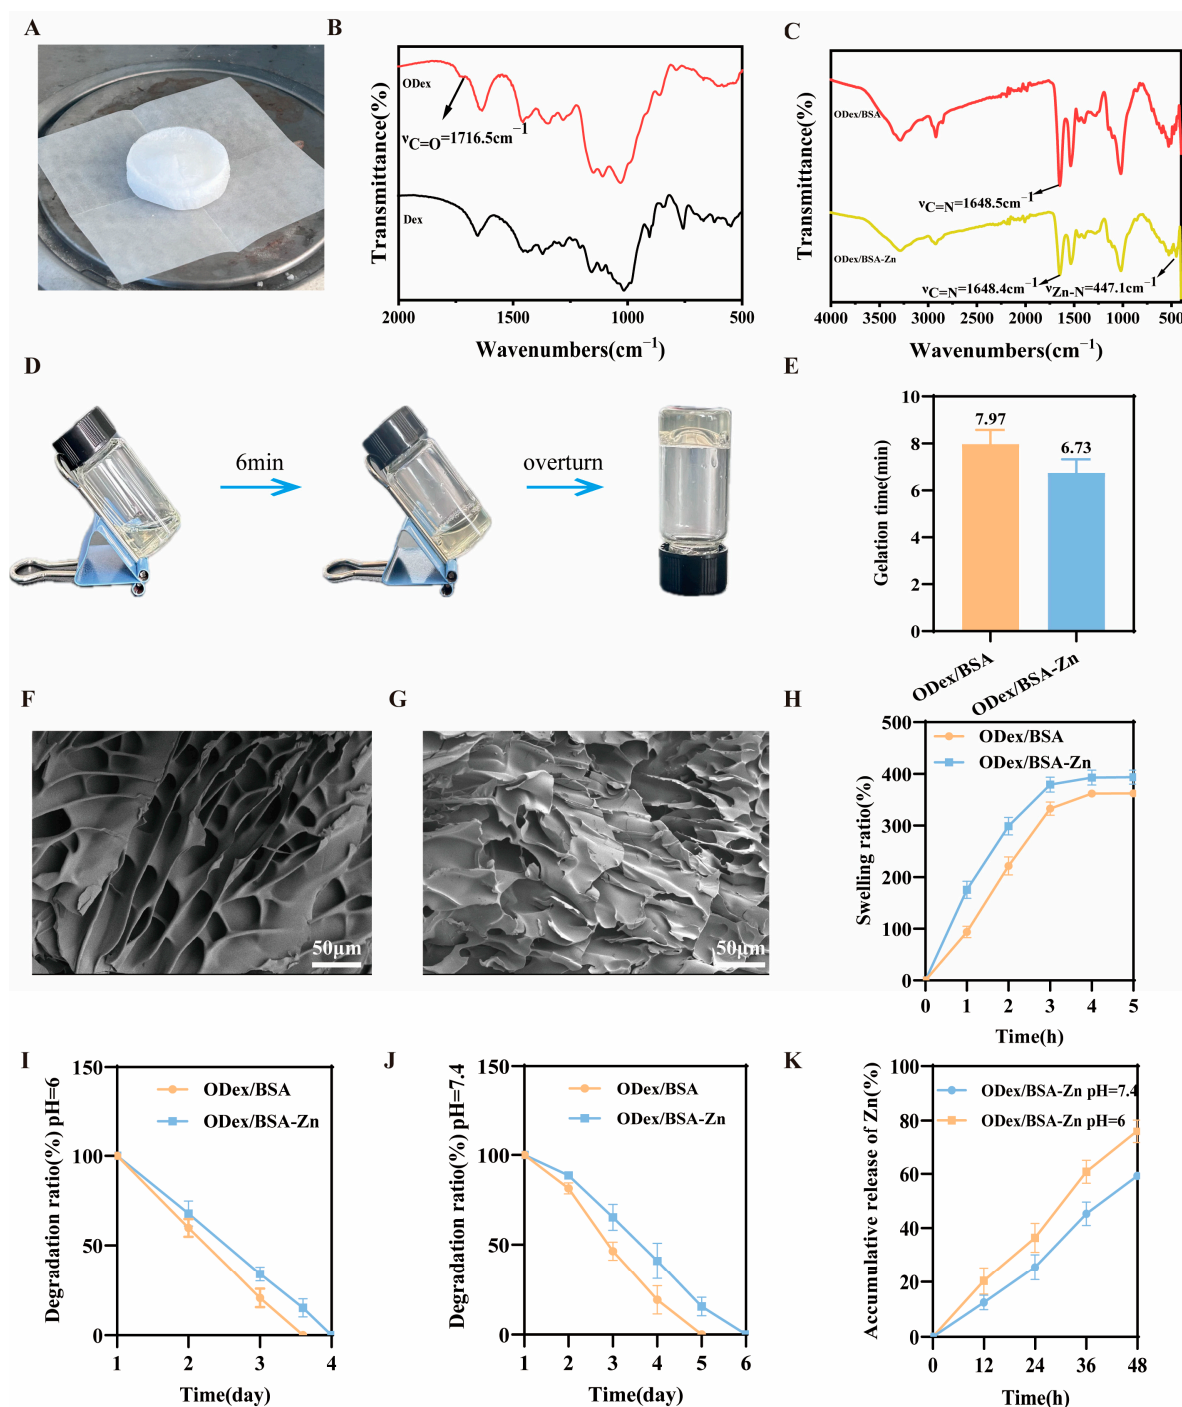 A
B
ODex
νC=O=1716.5cm⁻¹
Dex
Transmittance(%)
2000
1500
1000
500
Wavenumbers(cm⁻¹)
C
ODex/BSA
νC=N=1648.5cm⁻¹
ODex/BSA-Zn
νC=N=1648.4cm⁻¹
νZn-N=447.1cm⁻¹
Transmittance(%)
4000
3500
3000
2500
2000
1500
1000
500
Wavenumbers(cm⁻¹)
D
6min
overturn
E
Gelation time(min)
10
8
6
4
2
0
7.97
6.73
ODex/BSA
ODex/BSA-Zn
F
50μm
G
50μm
H
Swelling ratio(%)
500
400
300
200
100
0
ODex/BSA
ODex/BSA-Zn
0
1
2
3
4
5
Time(h)
I
Degradation ratio(%) pH=6
150
100
50
0
ODex/BSA
ODex/BSA-Zn
1
2
3
4
Time(day)
J
Degradation ratio(%) pH=7.4
150
100
50
0
ODex/BSA
ODex/BSA-Zn
1
2
3
4
5
6
Time(day)
K
Accumulative release of Zn(%)
100
80
60
40
20
0
ODex/BSA-Zn pH=7.4
ODex/BSA-Zn pH=6
0
12
24
36
48
Time(h)